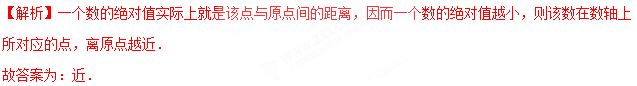 【解析】一个数的绝对值实际上就是该点与原点间的距离，因而一个数的绝对值越小，则该数在数轴上
所对应的点，离原点越近．
故答案为：近．